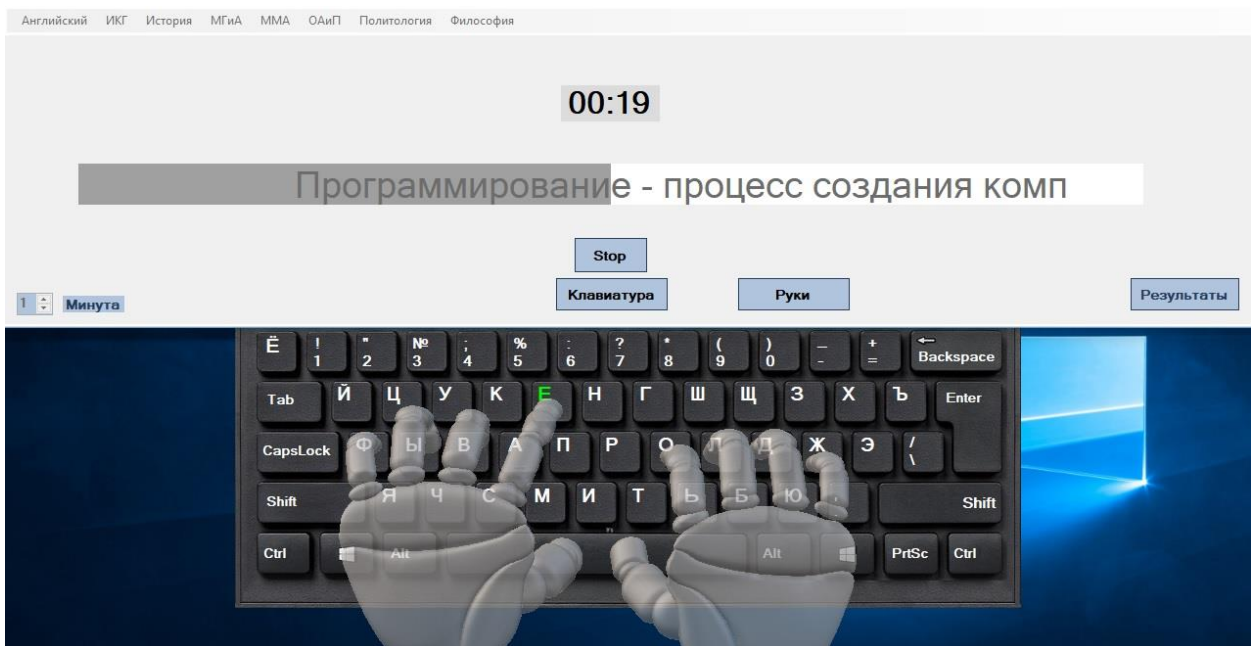 Английский ИКГ История МГиА ММА ОАиП Политология Философия
00:19
Программирование - процесс создания комп
Stop
Клавиатура Руки Результаты
1 Минута
Ё ! 1 " 2 № 3 ; 4 % 5 : 6 ? 7 * 8 ( 9 ) 0 _ - + = Backspace
Tab Й Ц У К Е Н Г Ш Щ З Х Ъ Enter
CapsLock Ф Ы В А П Р О Л Д Ж Э / \
Shift Я Ч С М И Т Ь Б Ю , Shift
Ctrl Alt Alt PrtSc Ctrl